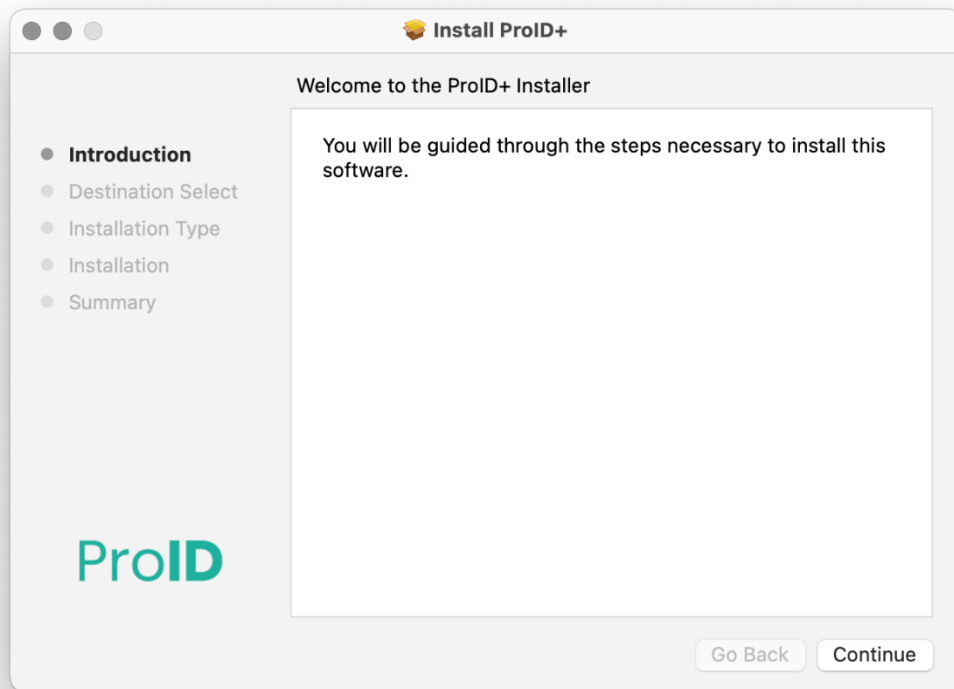 Install ProID+
Welcome to the ProID+ Installer
Introduction
Destination Select
Installation Type
Installation
Summary
You will be guided through the steps necessary to install this
software.
ProID
Go Back
Continue